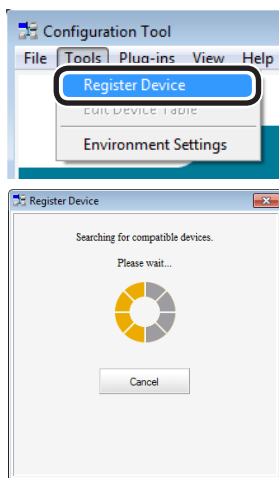 Configuration Tool
File Tools Plug-ins View Help
Register Device
Edit Device Table
Environment Settings
Register Device
Searching for compatible devices.
Please wait...
Cancel